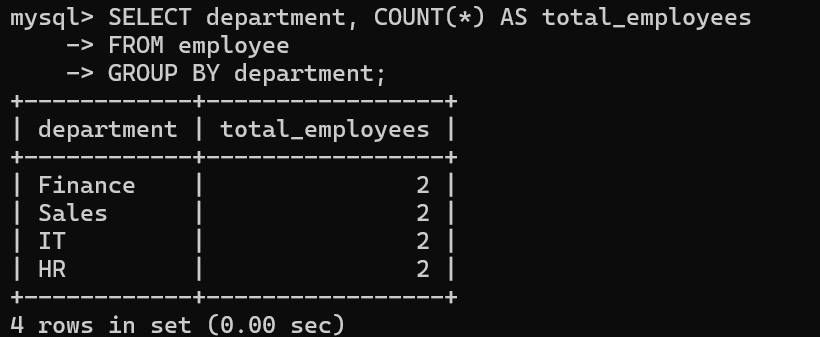 mysql> SELECT department, COUNT(*) AS total_employees
    -> FROM employee
    -> GROUP BY department;
+------------+-----------------+
| department | total_employees |
+------------+-----------------+
| Finance    |               2 |
| Sales      |               2 |
| IT         |               2 |
| HR         |               2 |
+------------+-----------------+
4 rows in set (0.00 sec)